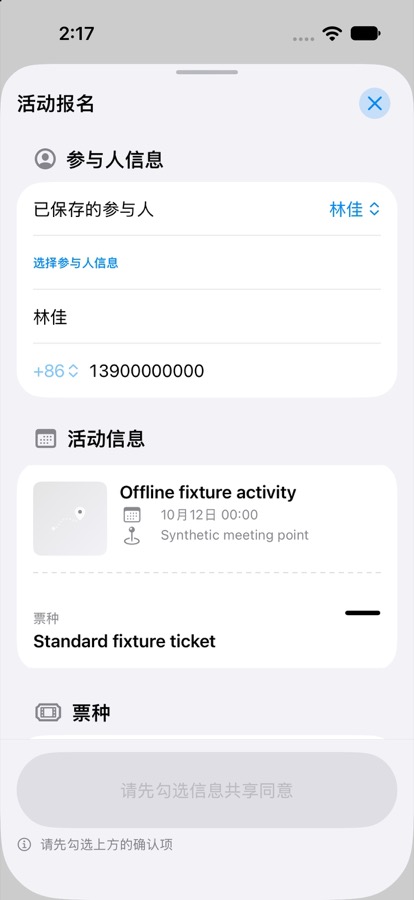 2:17
活动报名
参与人信息
已保存的参与人 林佳
选择参与人信息
林佳
+86 13900000000
活动信息
Offline fixture activity
10月12日 00:00
Synthetic meeting point
票种
Standard fixture ticket
票种
请先勾选信息共享同意
请先勾选上方的确认项